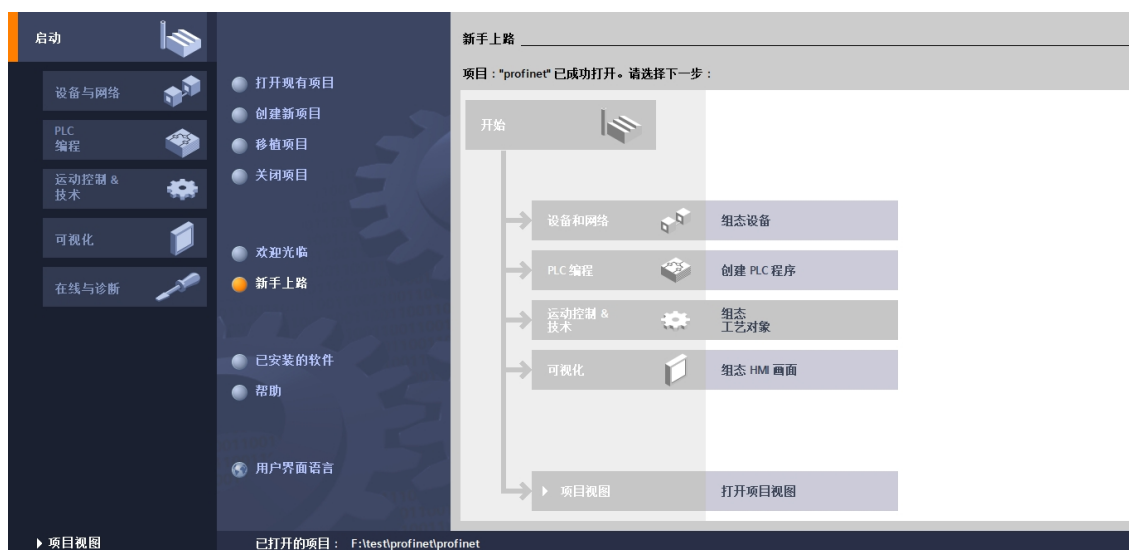 启动
设备与网络
PLC
编程
运动控制 &
技术
可视化
在线与诊断
项目视图
打开现有项目
创建新项目
移植项目
关闭项目
欢迎光临
新手上路
已安装的软件
帮助
用户界面语言
新手上路
项目："profinet" 已成功打开。请选择下一步：
开始
设备和网络
组态设备
PLC 编程
创建 PLC 程序
运动控制 &
技术
组态
工艺对象
可视化
组态 HMI 画面
项目视图
打开项目视图
已打开的项目： F:\test\profinet\profinet